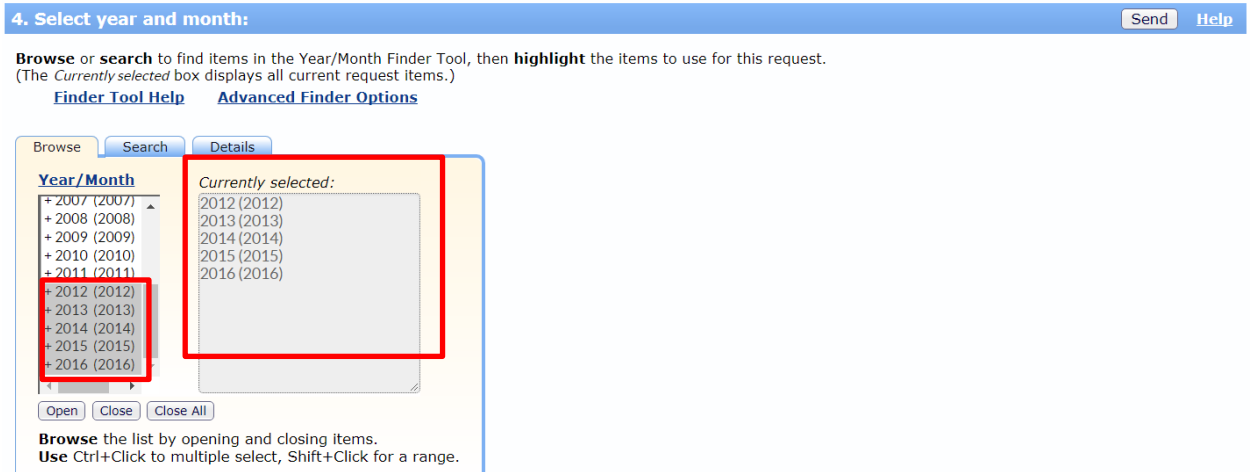 4. Select year and month:
Send Help
Browse or search to find items in the Year/Month Finder Tool, then highlight the items to use for this request.
(The Currently selected box displays all current request items.)
Finder Tool Help Advanced Finder Options
Browse Search Details
Year/Month
+ 2007 (2007)
+ 2008 (2008)
+ 2009 (2009)
+ 2010 (2010)
+ 2011 (2011)
+ 2012 (2012)
+ 2013 (2013)
+ 2014 (2014)
+ 2015 (2015)
+ 2016 (2016)
Currently selected:
2012 (2012)
2013 (2013)
2014 (2014)
2015 (2015)
2016 (2016)
Open Close Close All
Browse the list by opening and closing items.
Use Ctrl+Click to multiple select, Shift+Click for a range.